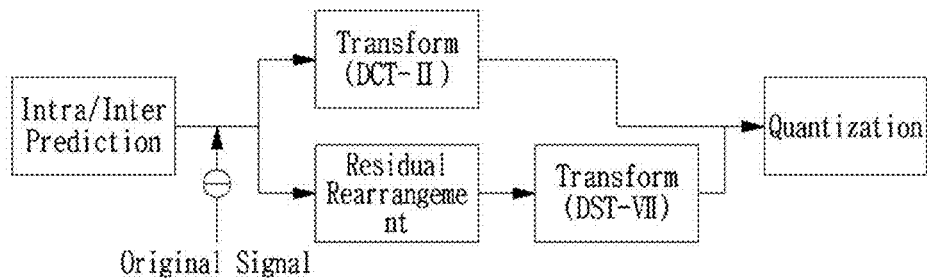 Transform
(DCT-Ⅱ)
Intra/Inter
Prediction
Quantization
Residual
Rearrangeme
nt
Transform
(DST-Ⅶ)
Original Signal